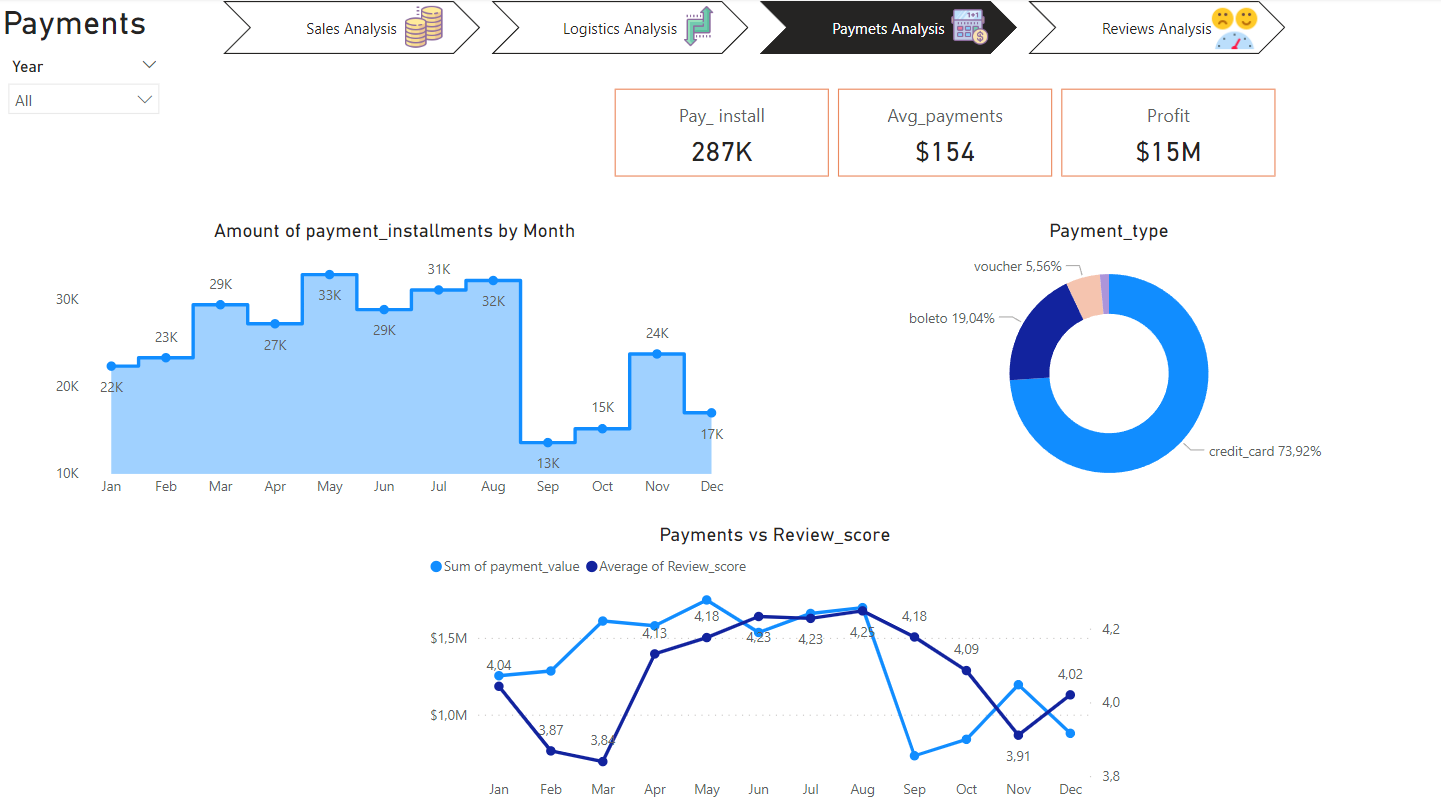 Payments
Sales Analysis
Logistics Analysis
Paymets Analysis
Reviews Analysis
Year
All
Pay_ install
287K
Avg_payments
$154
Profit
$15M
Amount of payment_installments by Month
30K
20K
10K
22K
23K
29K
27K
33K
29K
31K
32K
13K
15K
24K
17K
Jan Feb Mar Apr May Jun Jul Aug Sep Oct Nov Dec
Payment_type
voucher 5,56%
boleto 19,04%
credit_card 73,92%
Payments vs Review_score
Sum of payment_value Average of Review_score
$1,5M
$1,0M
4,04
3,87
3,84
4,13
4,18
4,23
4,23
4,25
4,18
4,09
3,91
4,02
4,2
4,0
3,8
Jan Feb Mar Apr May Jun Jul Aug Sep Oct Nov Dec